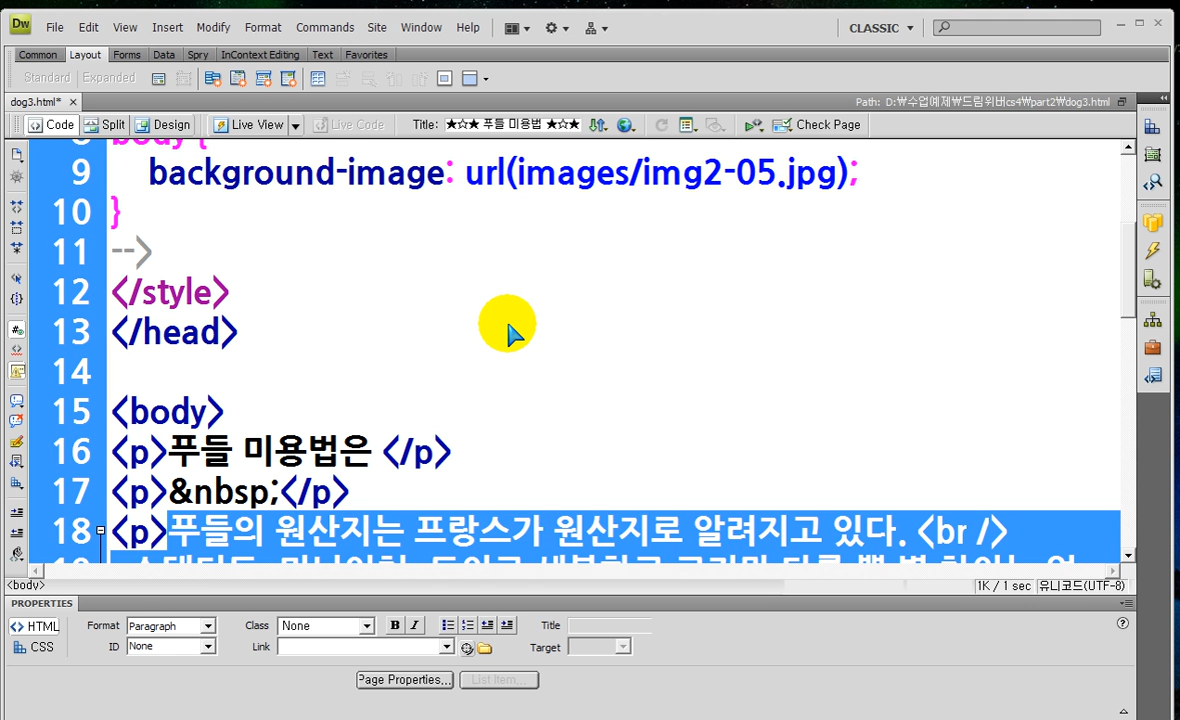 Dw File Edit View Insert Modify Format Commands Site Window Help CLASSIC
Common Layout Forms Data Spry InContext Editing Text Favorites
Standard Expanded
dog3.html* Path: D:₩수업예제₩드림위버cs4₩part2₩dog3.html
Code Split Design Live View Live Code Title: ★☆★ 푸들 미용법 ★☆★ Check Page
8 body {
9 background-image: url(images/img2-05.jpg);
10 }
11 -->
12 </style>
13 </head>
14
15 <body>
16 <p>푸들 미용법은 </p>
17 <p>&nbsp;</p>
18 <p>푸들의 원산지는 프랑스가 원산지로 알려지고 있다. <br />
<body> 1K / 1 sec 유니코드(UTF-8)
PROPERTIES
<> HTML Format Paragraph Class None B I Title
CSS ID None Link Target
Page Properties... List Item...